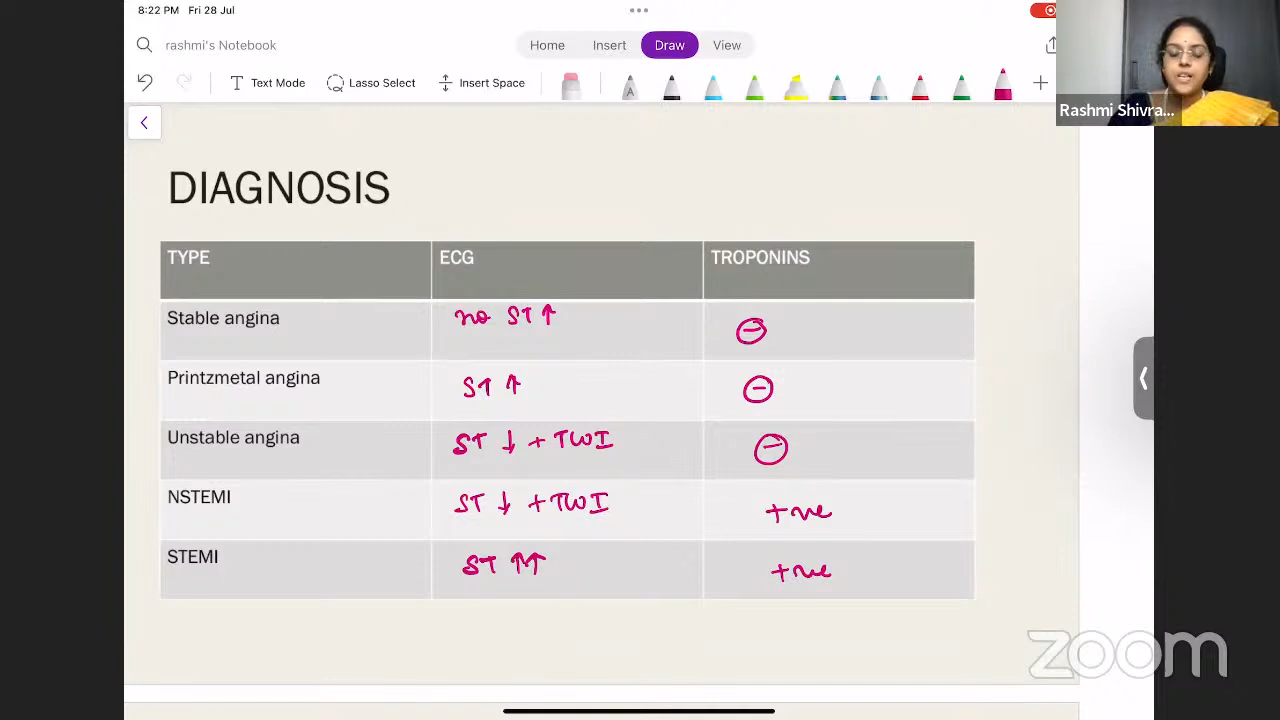 8:22 PM Fri 28 Jul
rashmi's Notebook
Home Insert Draw View
Text Mode Lasso Select Insert Space
A
Rashmi Shivra...
DIAGNOSIS
TYPE ECG TROPONINS
Stable angina no ST ↑ ⊖
Printzmetal angina ST ↑ ⊖
Unstable angina ST ↓ + TWI ⊖
NSTEMI ST ↓ + TWI +ve
STEMI ST ↑↑ +ve
zoom